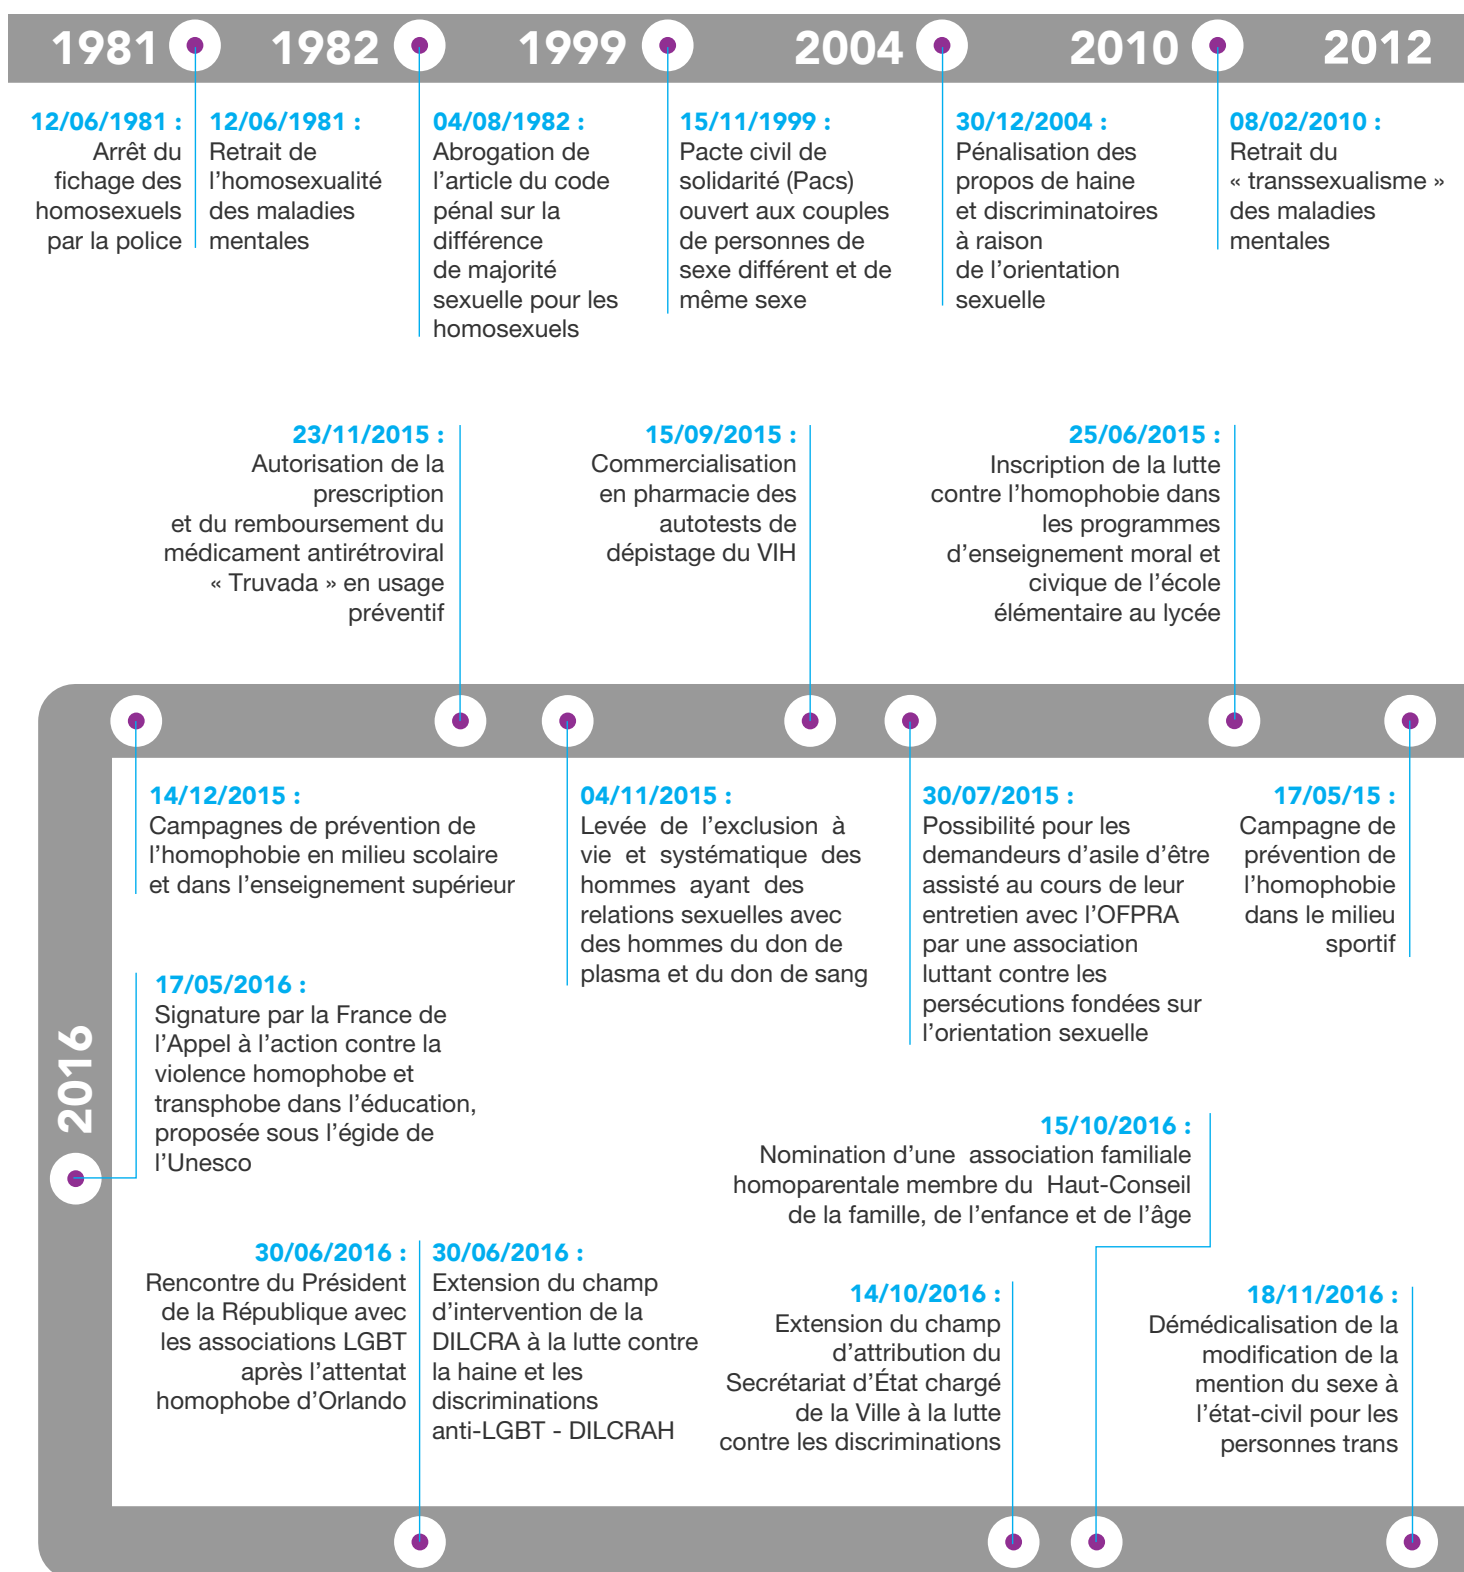 1981
1982
1999
2004
2010
2012
12/06/1981 :
Arrêt du
fichage des
homosexuels
par la police
12/06/1981 :
Retrait de
l’homosexualité
des maladies
mentales
04/08/1982 :
Abrogation de
l’article du code
pénal sur la
différence
de majorité
sexuelle pour les
homosexuels
15/11/1999 :
Pacte civil de
solidarité (Pacs)
ouvert aux couples
de personnes de
sexe différent et de
même sexe
30/12/2004 :
Pénalisation des
propos de haine
et discriminatoires
à raison
de l’orientation
sexuelle
08/02/2010 :
Retrait du
« transsexualisme »
des maladies
mentales
23/11/2015 :
Autorisation de la
prescription
et du remboursement du
médicament antirétroviral
« Truvada » en usage
préventif
15/09/2015 :
Commercialisation
en pharmacie des
autotests de
dépistage du VIH
25/06/2015 :
Inscription de la lutte
contre l’homophobie dans
les programmes
d’enseignement moral et
civique de l’école
élémentaire au lycée
14/12/2015 :
Campagnes de prévention de
l’homophobie en milieu scolaire
et dans l’enseignement supérieur
04/11/2015 :
Levée de l’exclusion à
vie et systématique des
hommes ayant des
relations sexuelles avec
des hommes du don de
plasma et du don de sang
30/07/2015 :
Possibilité pour les
demandeurs d’asile d’être
assisté au cours de leur
entretien avec l’OFPRA
par une association
luttant contre les
persécutions fondées sur
l’orientation sexuelle
17/05/15 :
Campagne de
prévention de
l’homophobie
dans le milieu
sportif
2016
17/05/2016 :
Signature par la France de
l’Appel à l’action contre la
violence homophobe et
transphobe dans l’éducation,
proposée sous l’égide de
l’Unesco
30/06/2016 :
Rencontre du Président
de la République avec
les associations LGBT
après l’attentat
homophobe d’Orlando
30/06/2016 :
Extension du champ
d’intervention de la
DILCRA à la lutte contre
la haine et les
discriminations
anti-LGBT - DILCRAH
15/10/2016 :
Nomination d’une association familiale
homoparentale membre du Haut-Conseil
de la famille, de l’enfance et de l’âge
14/10/2016 :
Extension du champ
d’attribution du
Secrétariat d’État chargé
de la Ville à la lutte
contre les discriminations
18/11/2016 :
Démédicalisation de la
modification de la
mention du sexe à
l’état-civil pour les
personnes trans